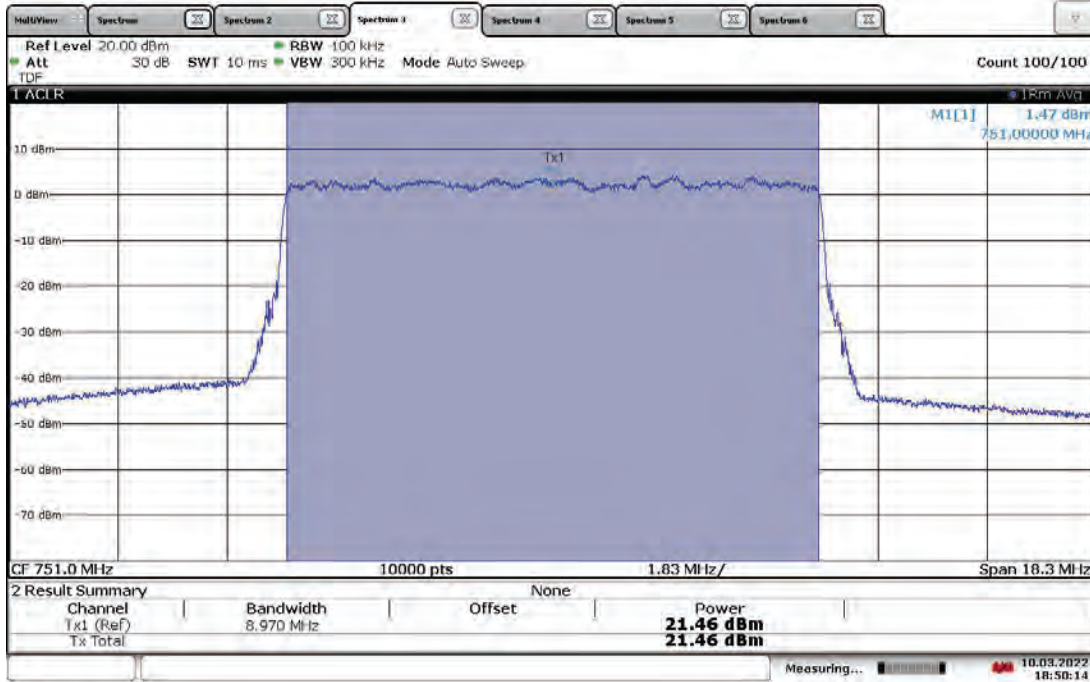 MultiView Spectrum Spectrum 2 Spectrum 3 Spectrum 4 Spectrum 5 Spectrum 6
Ref Level 20.00 dBm RBW 100 kHz
Att 30 dB SWT 10 ms VBW 300 kHz Mode Auto Sweep Count 100/100
TDF
1 ACLR 1Rm Avg
M1[1] 1.47 dBm
751.00000 MHz
10 dBm
Tx1
0 dBm
-10 dBm
-20 dBm
-30 dBm
-40 dBm
-50 dBm
-60 dBm
-70 dBm
CF 751.0 MHz 10000 pts 1.83 MHz/ Span 18.3 MHz
2 Result Summary None
Channel Bandwidth Offset Power
Tx1 (Ref) 8.970 MHz 21.46 dBm
Tx Total 21.46 dBm
Measuring... 10.03.2022
18:50:14